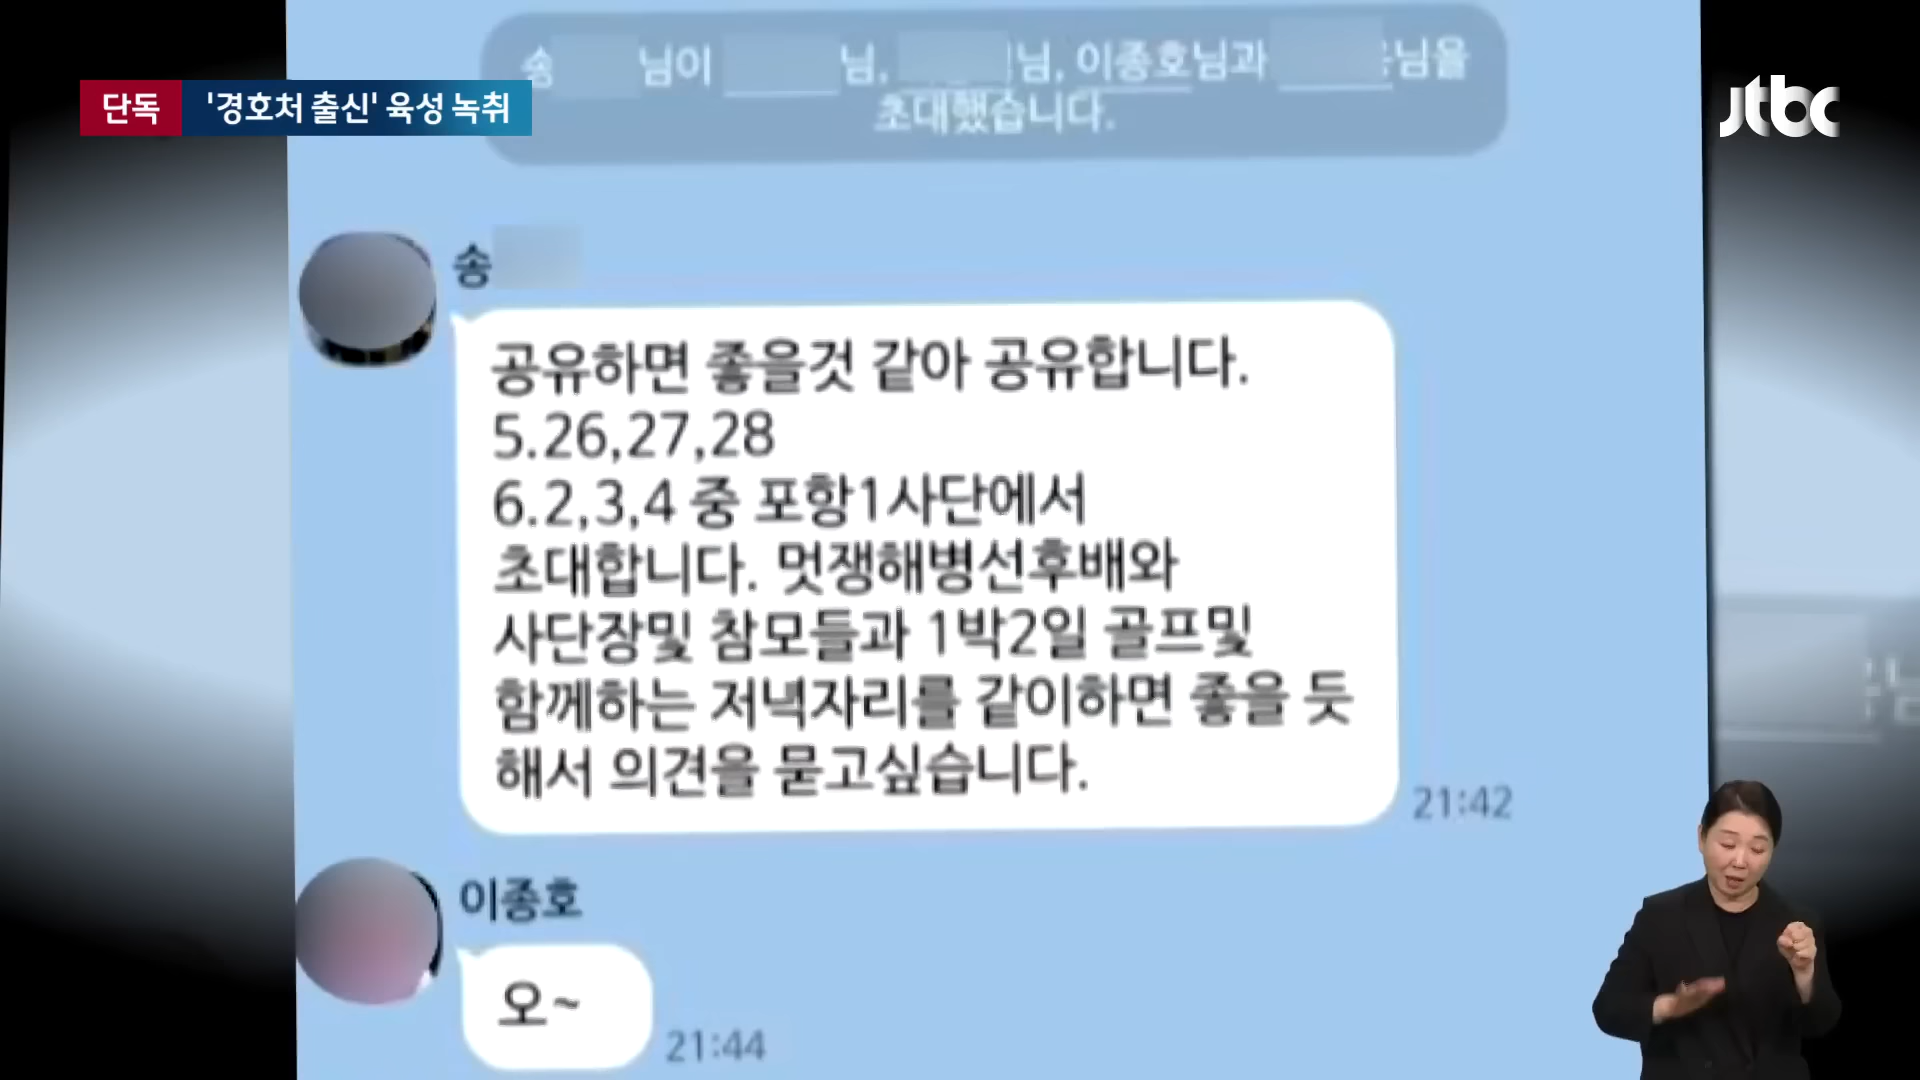 단독 '경호처 출신' 육성 녹취
jtbc
송 님이 님, 님, 이종호님과 님을
초대했습니다.
송
공유하면 좋을것 같아 공유합니다.
5.26,27,28
6.2,3,4 중 포항1사단에서
초대합니다. 멋쟁해병선후배와
사단장및 참모들과 1박2일 골프및
함께하는 저녁자리를 같이하면 좋을 듯
해서 의견을 묻고싶습니다.
21:42
이종호
오~
21:44